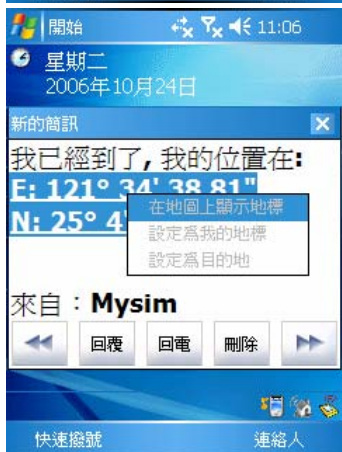 開始 11:06
星期二
2006年10月24日
新的簡訊
我已經到了, 我的位置在:
E: 121° 34' 38.81"
N: 25° 4'
在地圖上顯示地標
設定為我的地標
設定為目的地
來自：Mysim
回覆 回電 刪除
快速撥號 連絡人